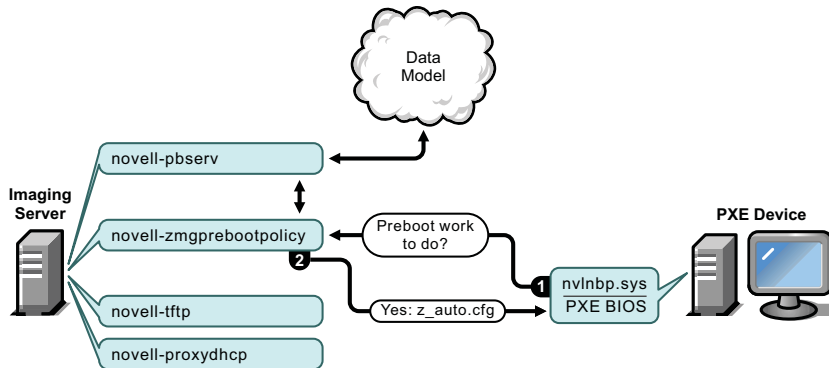 Data
Model
novell-pbserv
Imaging
Server
novell-zmgprebootpolicy
2
Preboot work
to do?
PXE Device
1
nvlnbp.sys
PXE BIOS
Yes: z_auto.cfg
novell-tftp
novell-proxydhcp